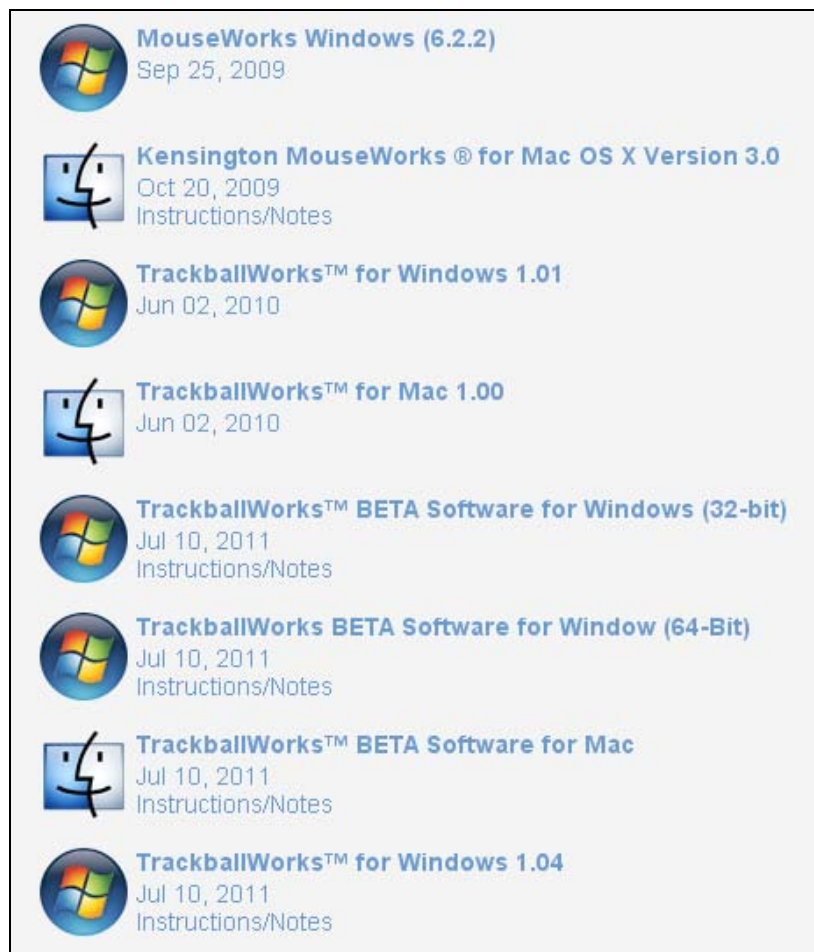 MouseWorks Windows (6.2.2)
Sep 25, 2009
Kensington MouseWorks ® for Mac OS X Version 3.0
Oct 20, 2009
Instructions/Notes
TrackballWorks™ for Windows 1.01
Jun 02, 2010
TrackballWorks™ for Mac 1.00
Jun 02, 2010
TrackballWorks™ BETA Software for Windows (32-bit)
Jul 10, 2011
Instructions/Notes
TrackballWorks BETA Software for Window (64-Bit)
Jul 10, 2011
Instructions/Notes
TrackballWorks™ BETA Software for Mac
Jul 10, 2011
Instructions/Notes
TrackballWorks™ for Windows 1.04
Jul 10, 2011
Instructions/Notes